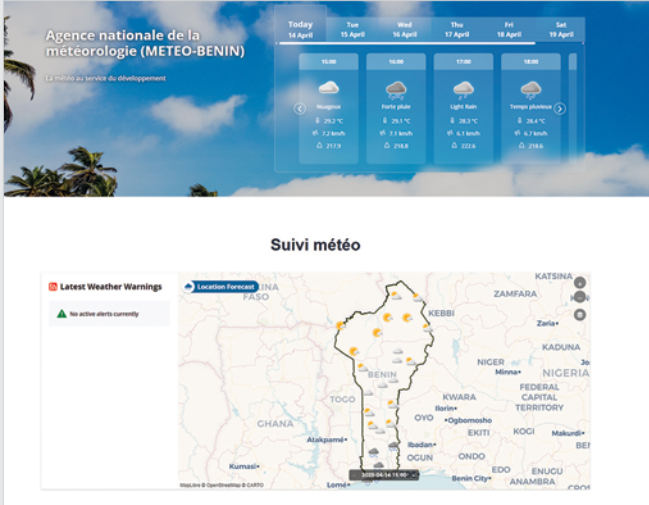 Agence nationale de la
météorologie (METEO-BENIN)
La météo au service du développement
Today
14 April
Tue
15 April
Wed
16 April
Thu
17 April
Fri
18 April
Sat
19 April
15:00
Nuageux
29.2 °C
7.2 km/h
217.9
16:00
Forte pluie
29.1 °C
7.1 km/h
218.8
17:00
Light Rain
28.3 °C
6.1 km/h
222.6
18:00
Temps pluvieux
28.4 °C
6.7 km/h
218.6
Suivi météo
Latest Weather Warnings
No active alerts currently
Location Forecast
KATSINA
FASO
ZAMFARA
KEBBI
Zaria
KADUNA
NIGER
Minna
NIGERIA
BENIN
TOGO
KWARA
FEDERAL
CAPITAL
TERRITORY
Ilorin
OYO
Ogbomosho
GHANA
EKITI
KOGI
Makurdi
Atakpamé
Ibadan
OGUN
ONDO
Kumasi
EDO
ENUGU
Benin City
ANAMBRA
Lomé
MapLibre © OpenStreetMap © CARTO